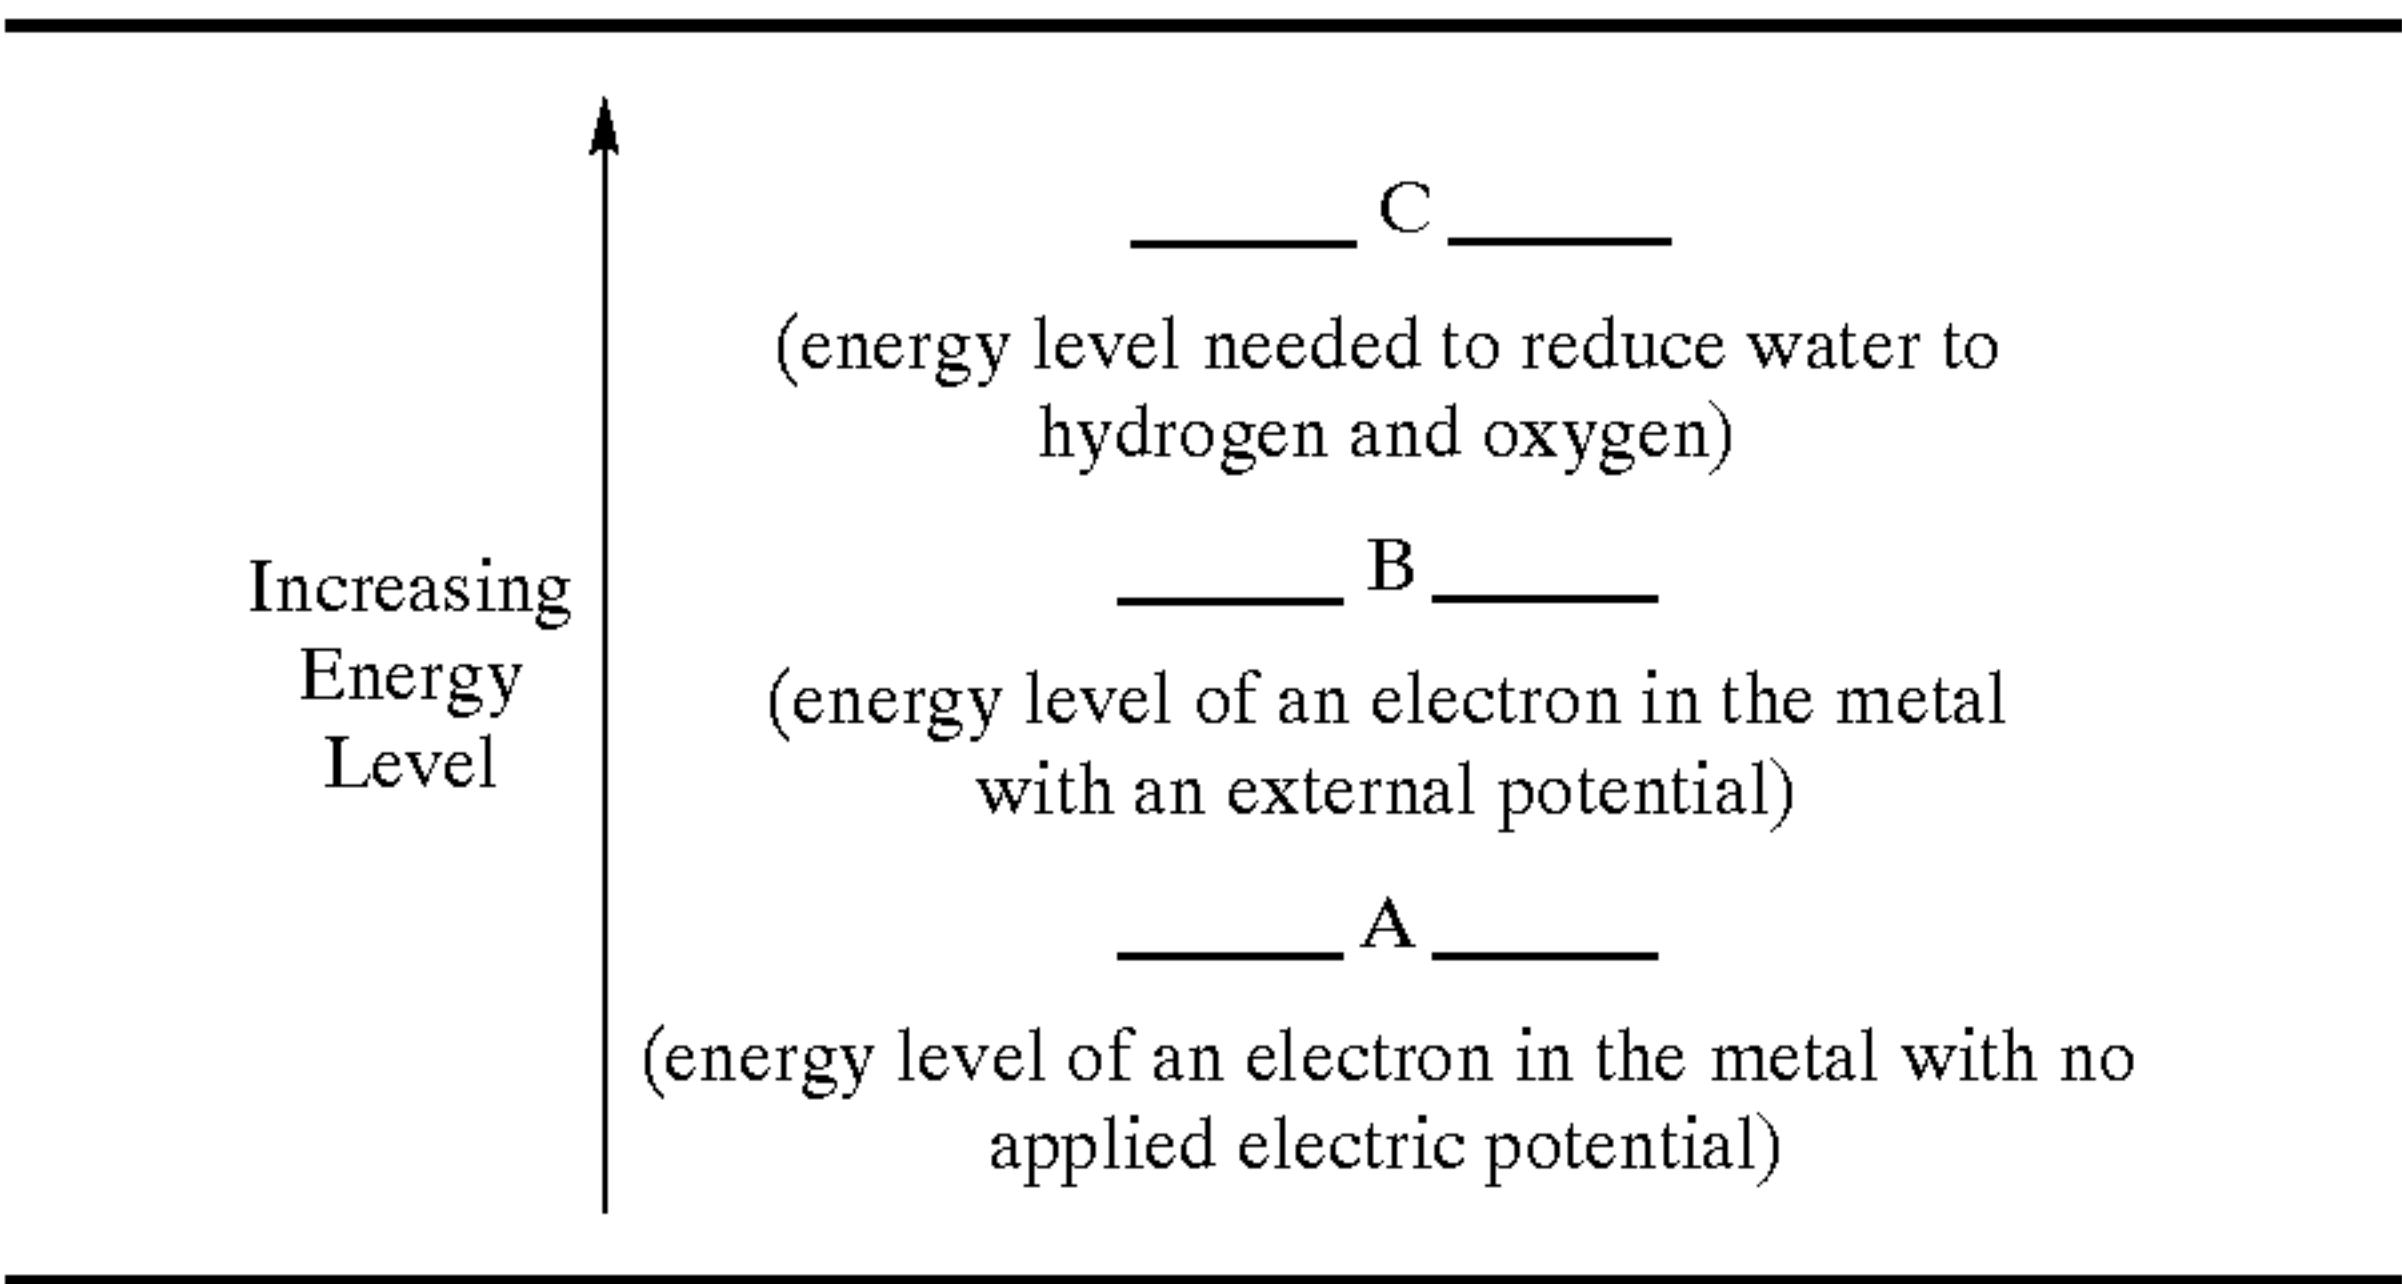 C
(energy level needed to reduce water to
hydrogen and oxygen)
B
Increasing
Energy
Level
(energy level of an electron in the metal
with an external potential)
A
(energy level of an electron in the metal with no
applied electric potential)